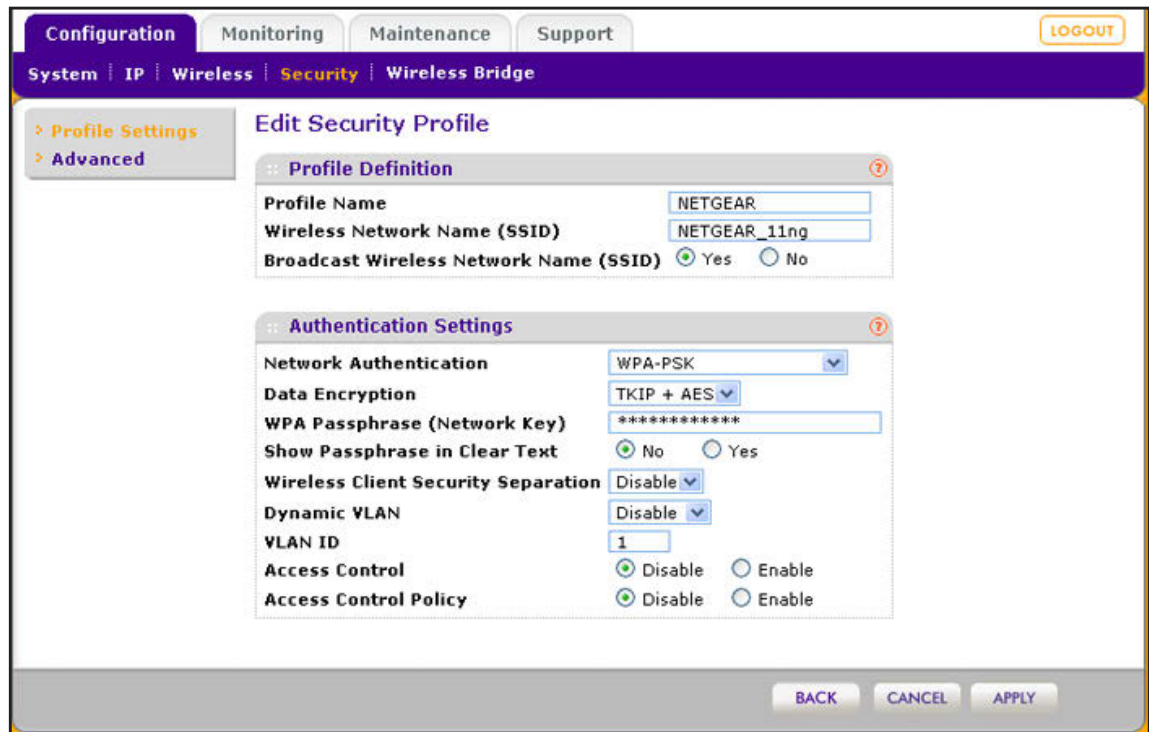 Configuration Monitoring Maintenance Support LOGOUT
System IP Wireless Security Wireless Bridge
Profile Settings
Advanced
Edit Security Profile
Profile Definition ?
Profile Name NETGEAR
Wireless Network Name (SSID) NETGEAR_11ng
Broadcast Wireless Network Name (SSID) Yes No
Authentication Settings ?
Network Authentication WPA-PSK
Data Encryption TKIP + AES
WPA Passphrase (Network Key) ************
Show Passphrase in Clear Text No Yes
Wireless Client Security Separation Disable
Dynamic VLAN Disable
VLAN ID 1
Access Control Disable Enable
Access Control Policy Disable Enable
BACK CANCEL APPLY